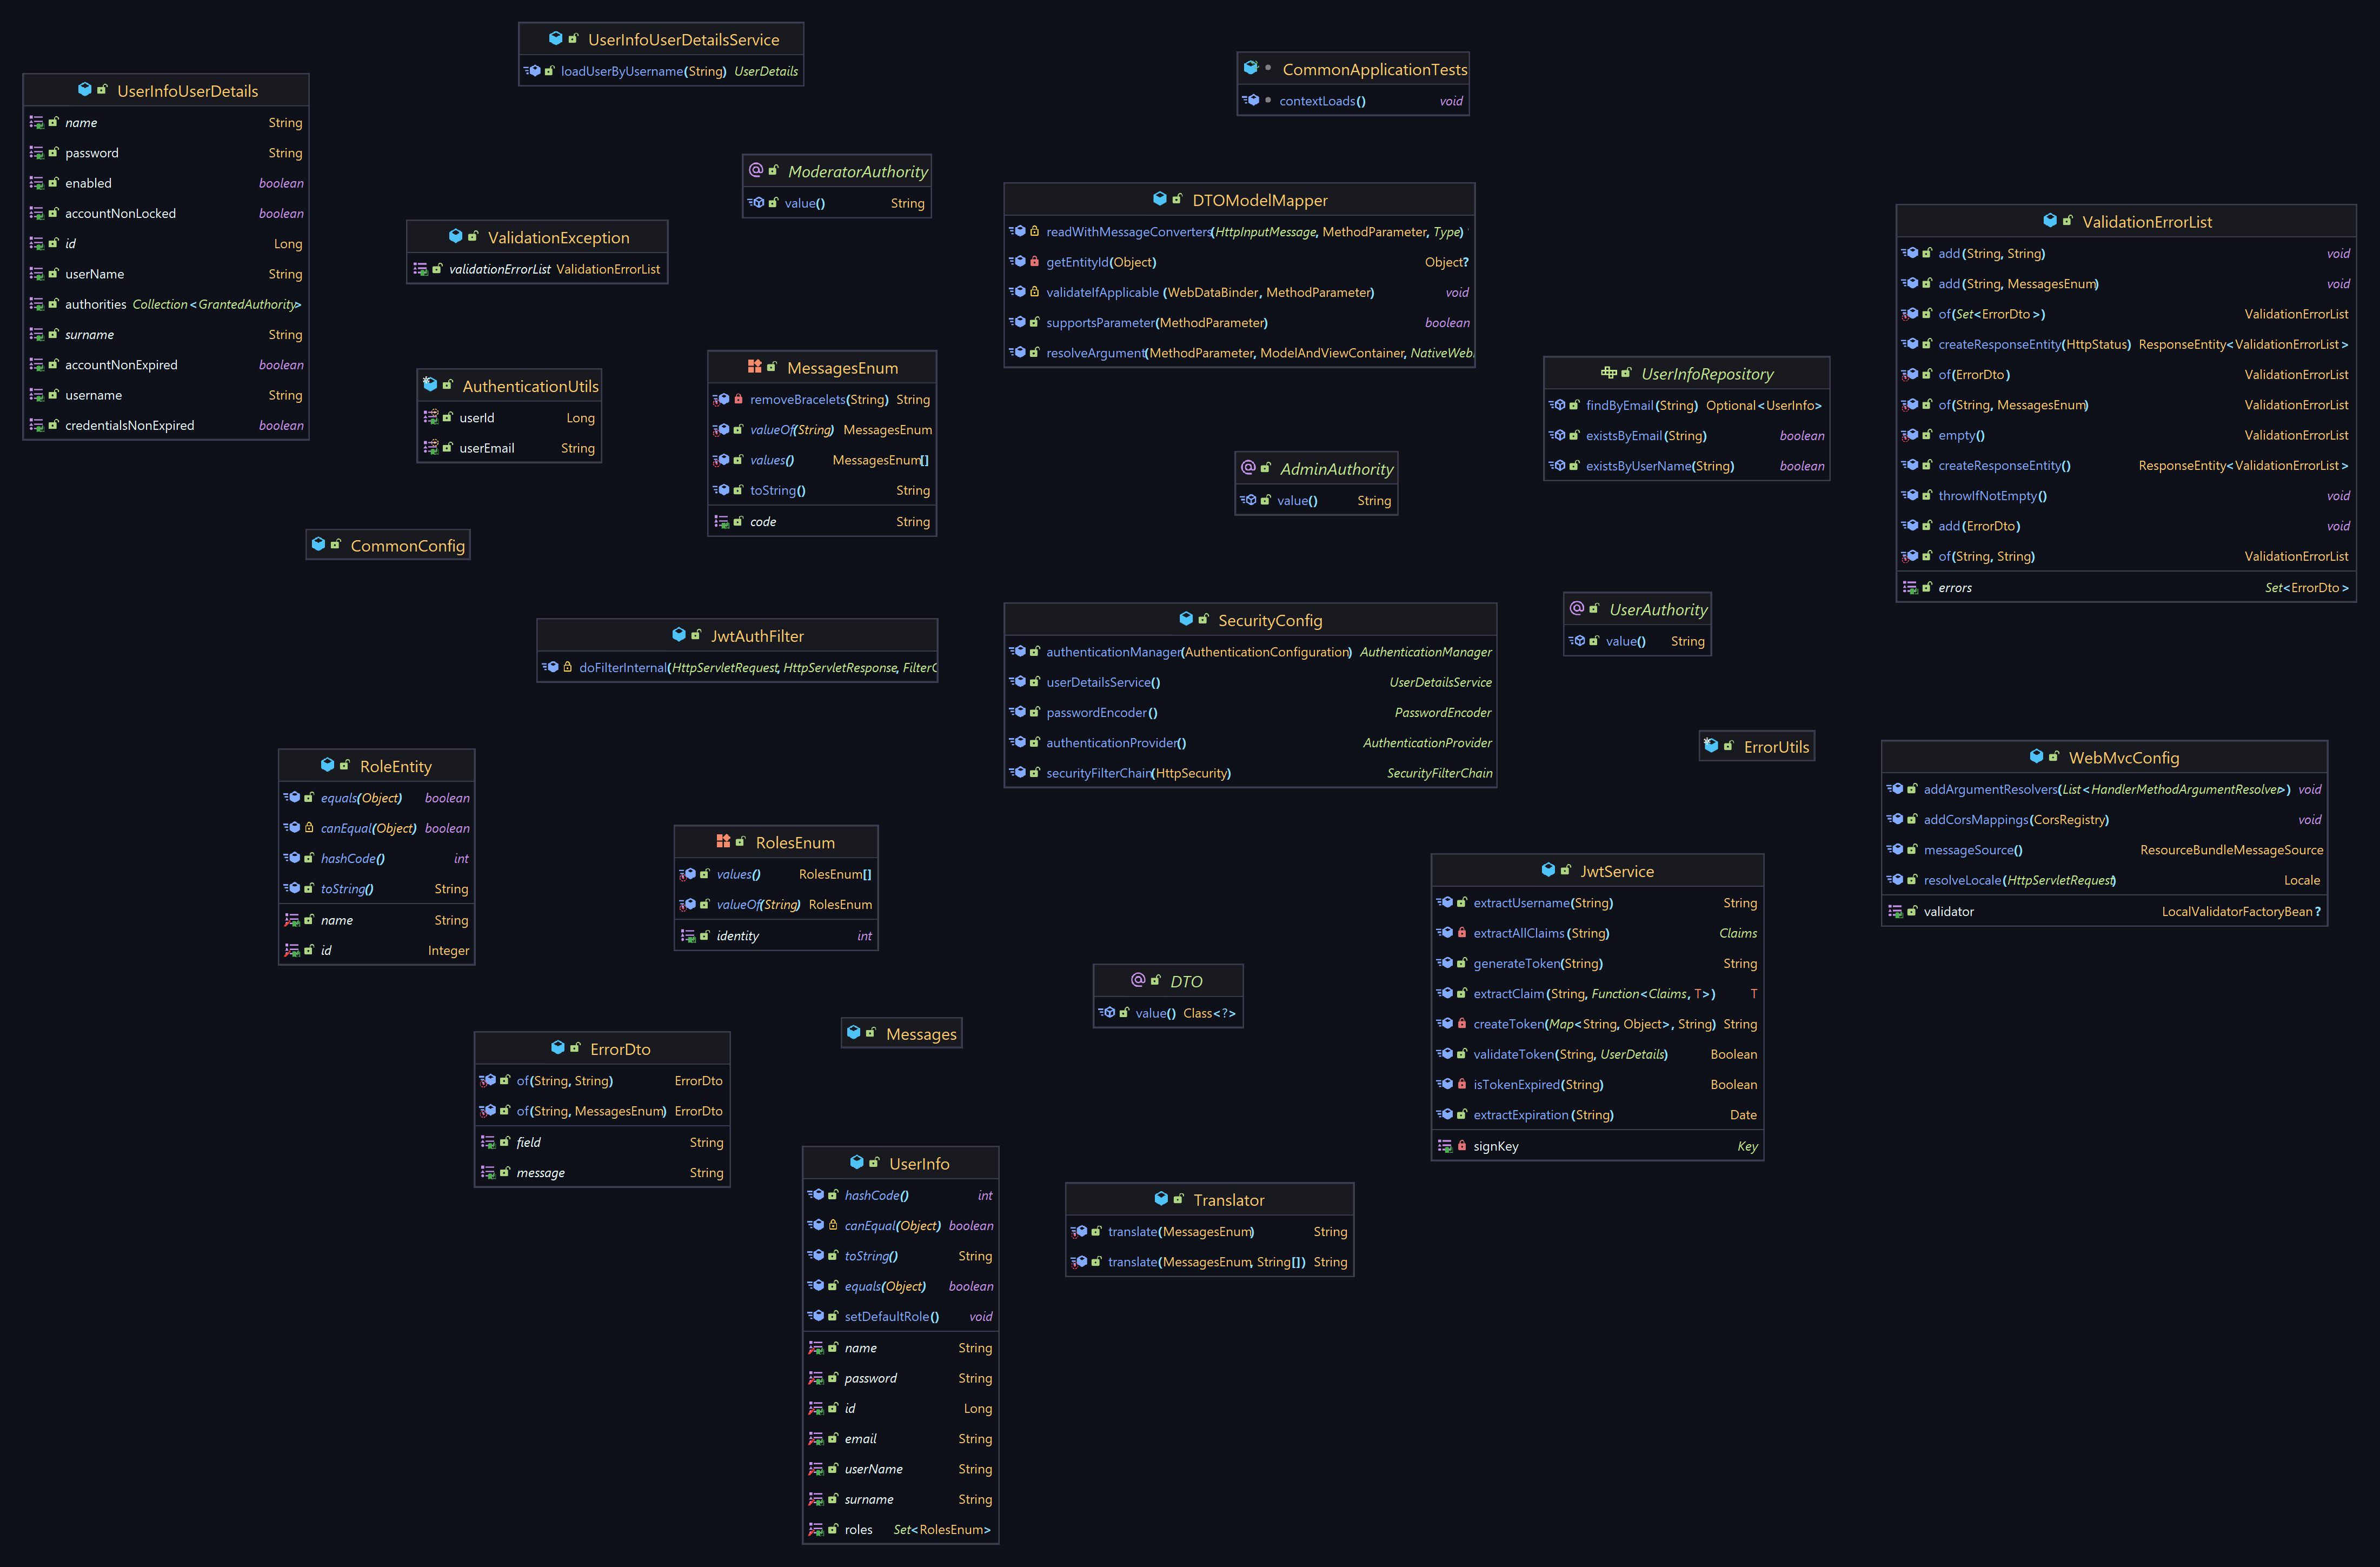 UserInfoUserDetailsService
loadUserByUsername(String) UserDetails
CommonApplicationTests
contextLoads() void
UserInfoUserDetails
name String
password String
enabled boolean
accountNonLocked boolean
id Long
userName String
authorities Collection<GrantedAuthority>
surname String
accountNonExpired boolean
username String
credentialsNonExpired boolean
ModeratorAuthority
value() String
DTOModelMapper
readWithMessageConverters(HttpInputMessage, MethodParameter, Type)
getEntityId(Object) Object?
validateIfApplicable(WebDataBinder, MethodParameter) void
supportsParameter(MethodParameter) boolean
resolveArgument(MethodParameter, ModelAndViewContainer, NativeWeb
ValidationErrorList
add(String, String) void
add(String, MessagesEnum) void
of(Set<ErrorDto>) ValidationErrorList
createResponseEntity(HttpStatus) ResponseEntity<ValidationErrorList>
of(ErrorDto) ValidationErrorList
of(String, MessagesEnum) ValidationErrorList
empty() ValidationErrorList
createResponseEntity() ResponseEntity<ValidationErrorList>
throwIfNotEmpty() void
add(ErrorDto) void
of(String, String) ValidationErrorList
errors Set<ErrorDto>
ValidationException
validationErrorList ValidationErrorList
MessagesEnum
removeBracelets(String) String
valueOf(String) MessagesEnum
values() MessagesEnum[]
toString() String
code String
UserInfoRepository
findByEmail(String) Optional<UserInfo>
existsByEmail(String) boolean
existsByUserName(String) boolean
AuthenticationUtils
userId Long
userEmail String
AdminAuthority
value() String
CommonConfig
UserAuthority
value() String
JwtAuthFilter
doFilterInternal(HttpServletRequest, HttpServletResponse, FilterC
SecurityConfig
authenticationManager(AuthenticationConfiguration) AuthenticationManager
userDetailsService() UserDetailsService
passwordEncoder() PasswordEncoder
authenticationProvider() AuthenticationProvider
securityFilterChain(HttpSecurity) SecurityFilterChain
ErrorUtils
WebMvcConfig
addArgumentResolvers(List<HandlerMethodArgumentResolver>) void
addCorsMappings(CorsRegistry) void
messageSource() ResourceBundleMessageSource
resolveLocale(HttpServletRequest) Locale
validator LocalValidatorFactoryBean?
RoleEntity
equals(Object) boolean
canEqual(Object) boolean
hashCode() int
toString() String
name String
id Integer
RolesEnum
values() RolesEnum[]
valueOf(String) RolesEnum
identity int
JwtService
extractUsername(String) String
extractAllClaims(String) Claims
generateToken(String) String
extractClaim(String, Function<Claims, T>) T
createToken(Map<String, Object>, String) String
validateToken(String, UserDetails) Boolean
isTokenExpired(String) Boolean
extractExpiration(String) Date
signKey Key
DTO
value() Class<?>
Messages
ErrorDto
of(String, String) ErrorDto
of(String, MessagesEnum) ErrorDto
field String
message String
UserInfo
hashCode() int
canEqual(Object) boolean
toString() String
equals(Object) boolean
setDefaultRole() void
name String
password String
id Long
email String
userName String
surname String
roles Set<RolesEnum>
Translator
translate(MessagesEnum) String
translate(MessagesEnum, String[]) String